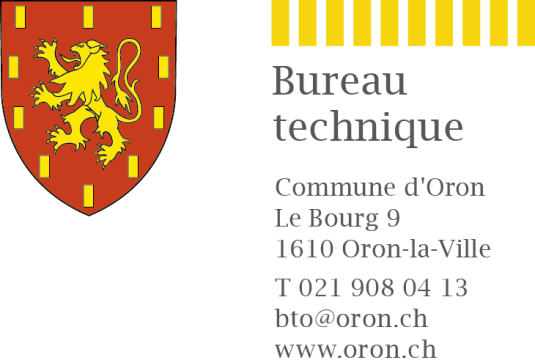 Bureau
technique
Commune d'Oron
Le Bourg 9
1610 Oron-la-Ville
T 021 908 04 13
bto@oron.ch
www.oron.ch